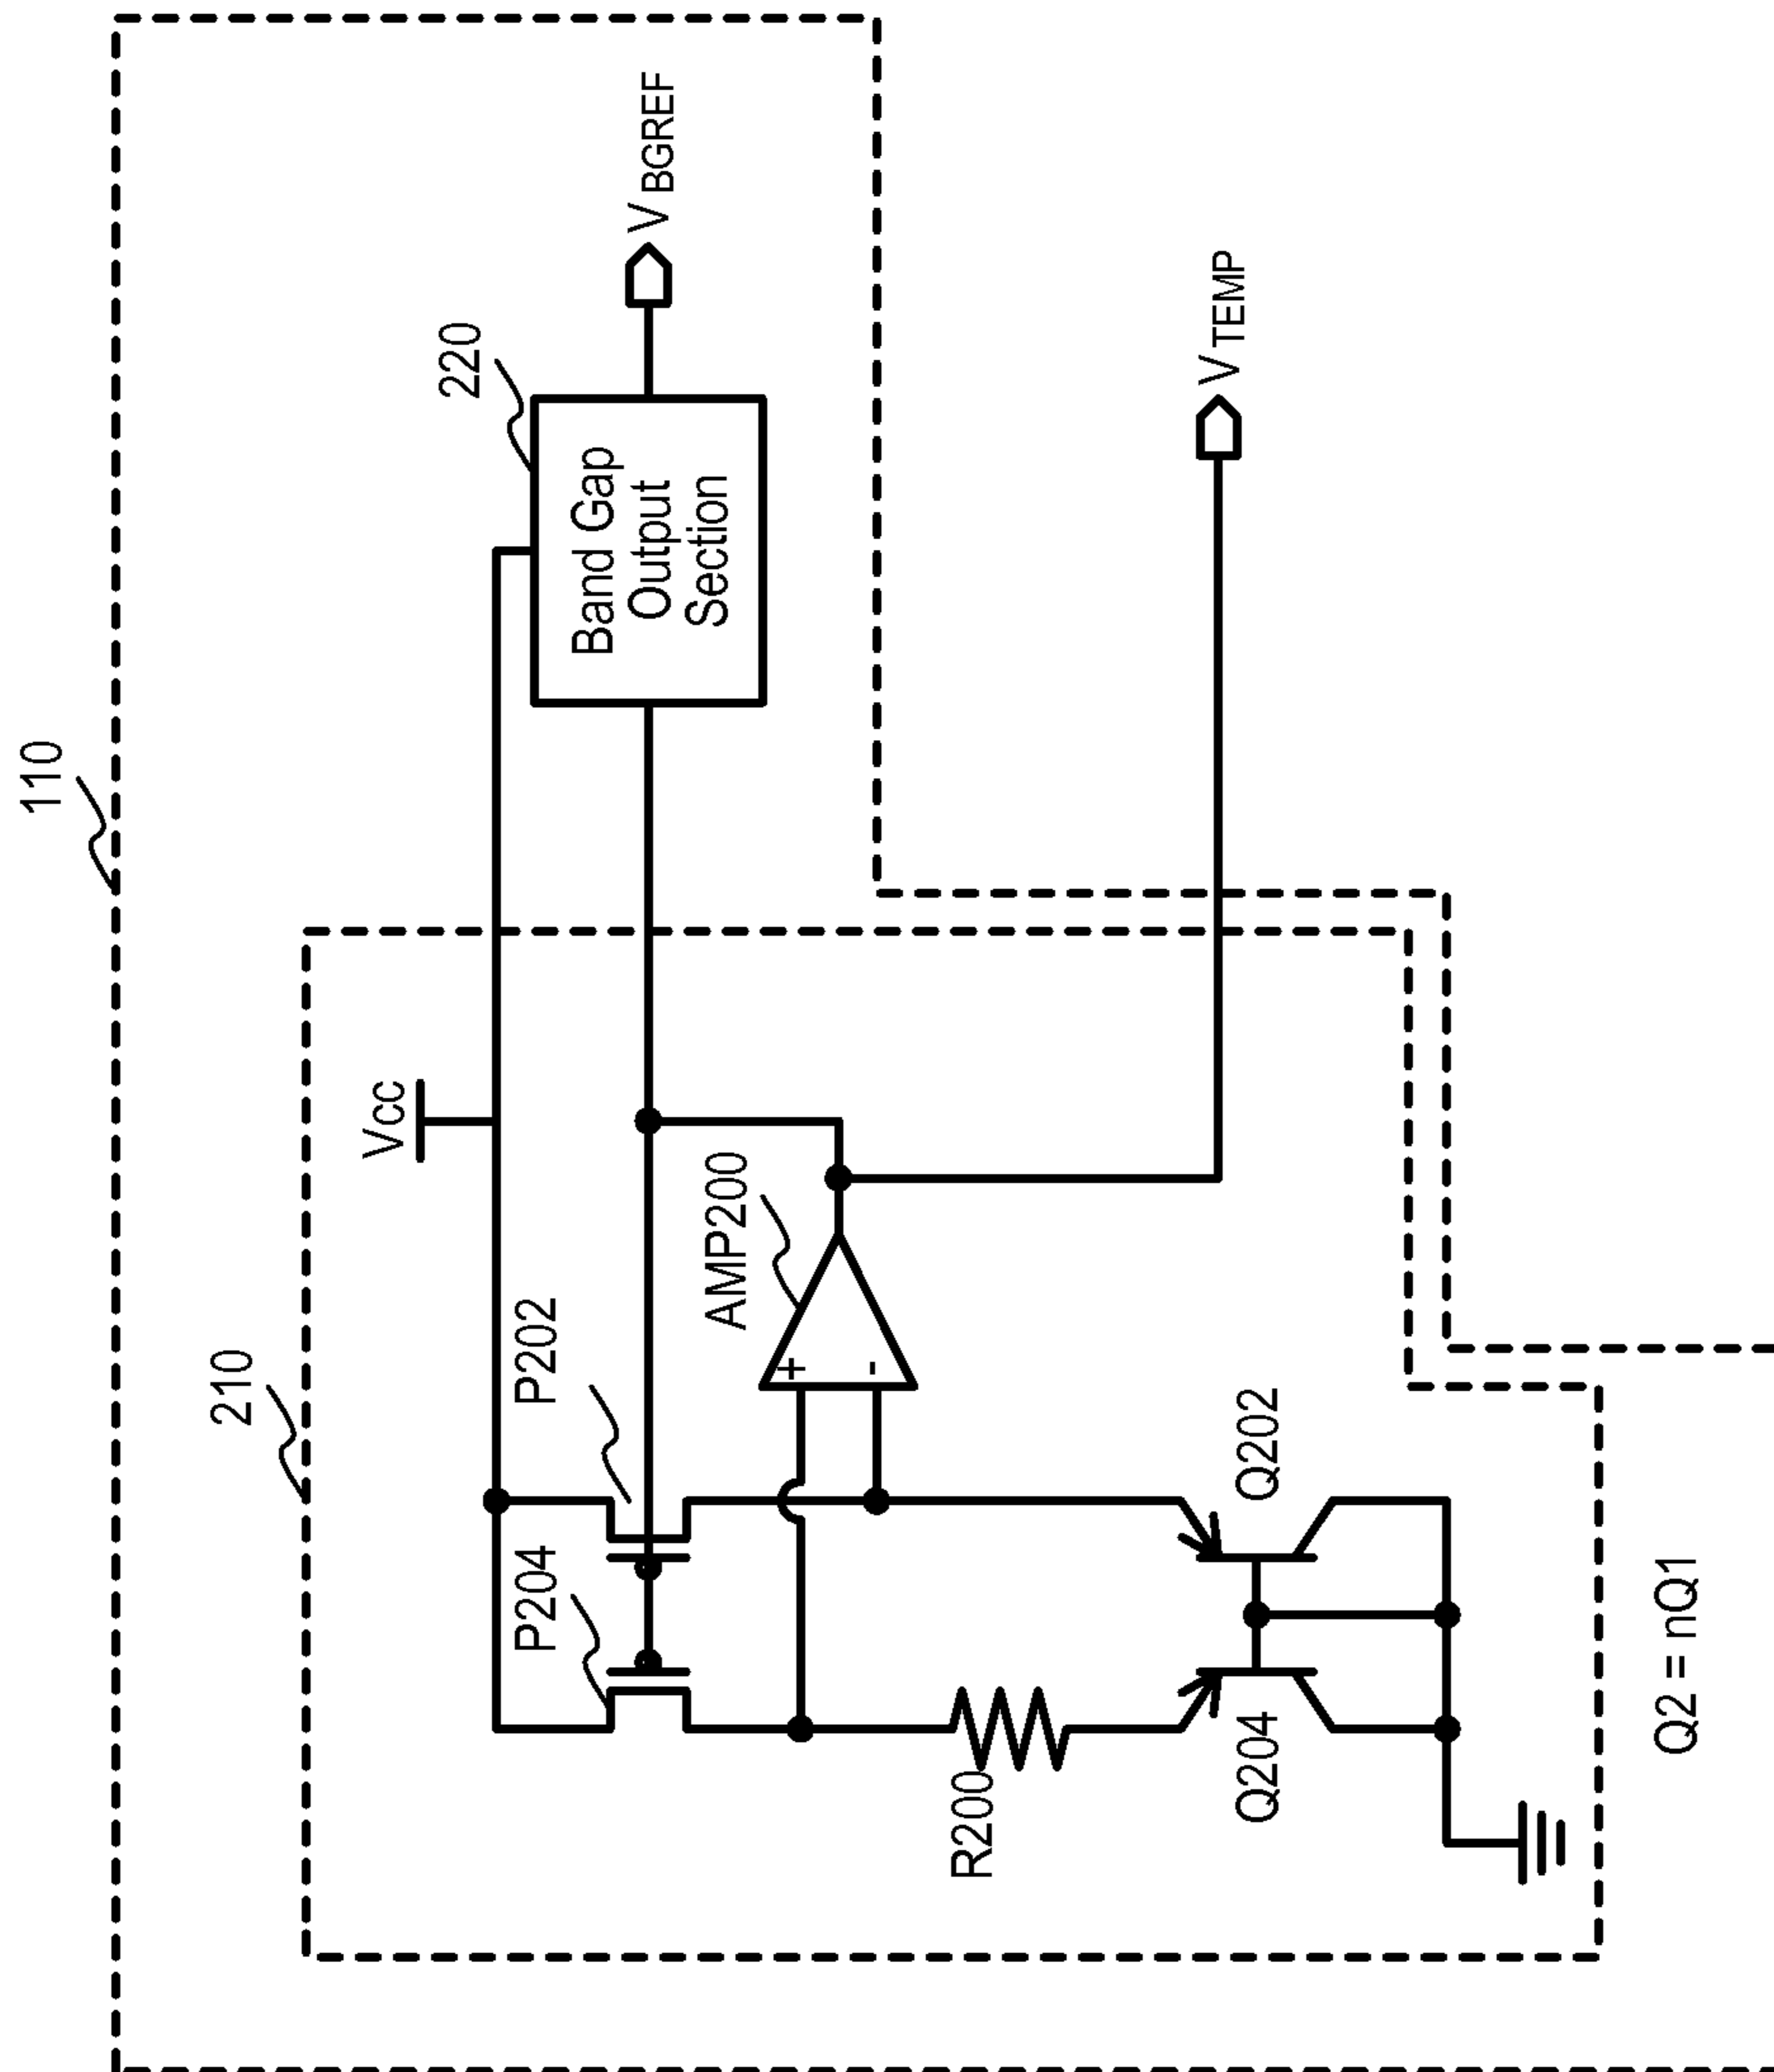 110
210
Vcc
220
Band Gap
Output
Section
VBGREF
P204
P202
AMP200
+
-
VTEMP
R200
Q204
Q202
Q2 = nQ1